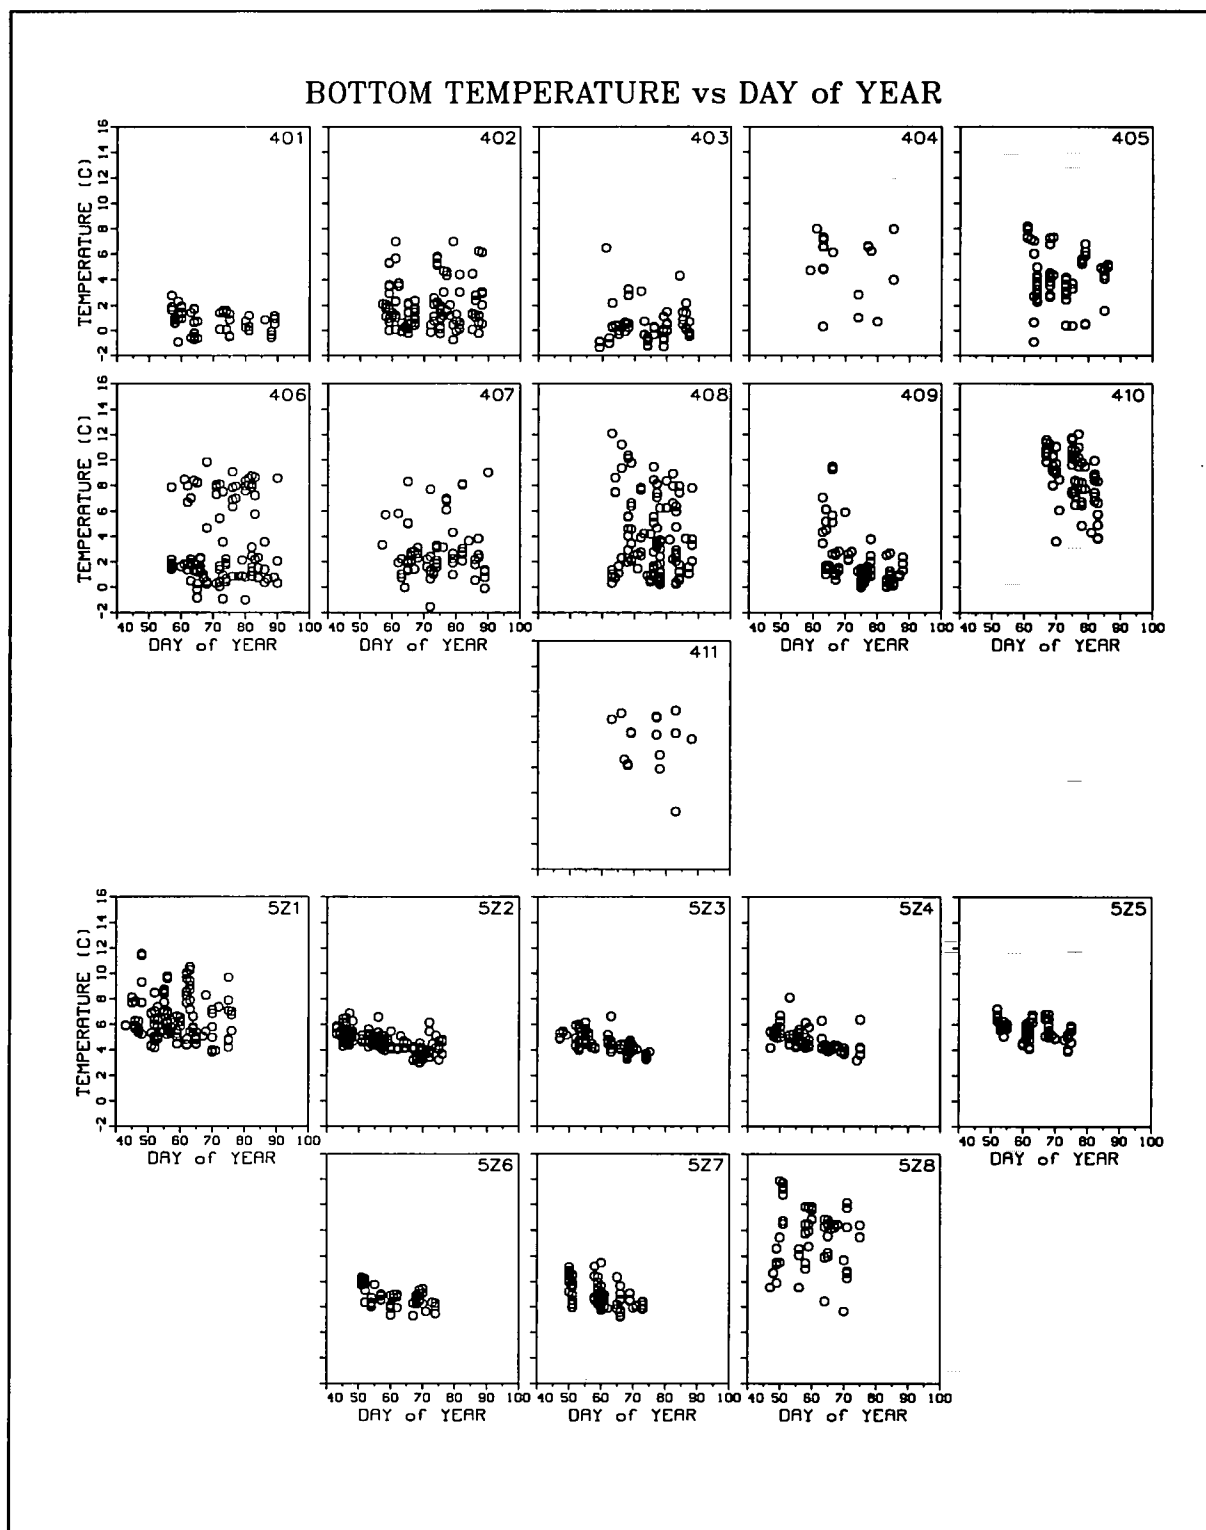 BOTTOM TEMPERATURE vs DAY of YEAR
401 402 403 404 405
TEMPERATURE (C)
16
14
12
10
8
6
4
2
0
-2
406 407 408 409 410
TEMPERATURE (C)
16
14
12
10
8
6
4
2
0
-2
40 50 60 70 80 90 100 40 50 60 70 80 90 100 40 50 60 70 80 90 100 40 50 60 70 80 90 100
DAY of YEAR DAY of YEAR DAY of YEAR DAY of YEAR
411
5Z1 5Z2 5Z3 5Z4 5Z5
TEMPERATURE (C)
16
14
12
10
8
6
4
2
0
-2
40 50 60 70 80 90 100 40 50 60 70 80 90 100
DAY of YEAR DAY of YEAR
5Z6 5Z7 5Z8
40 50 60 70 80 90 100 40 50 60 70 80 90 100 40 50 60 70 80 90 100
DAY of YEAR DAY of YEAR DAY of YEAR